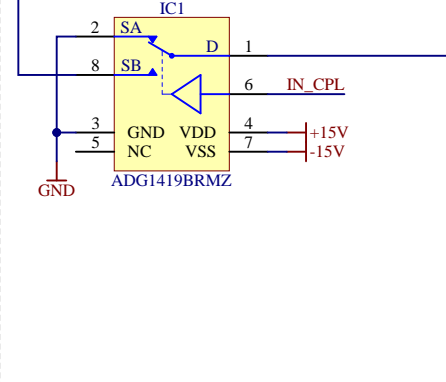 IC1
2 SA D 1
8 SB
6 IN_CPL
3 GND VDD 4 +15V
5 NC VSS 7 -15V
GND
ADG1419BRMZ